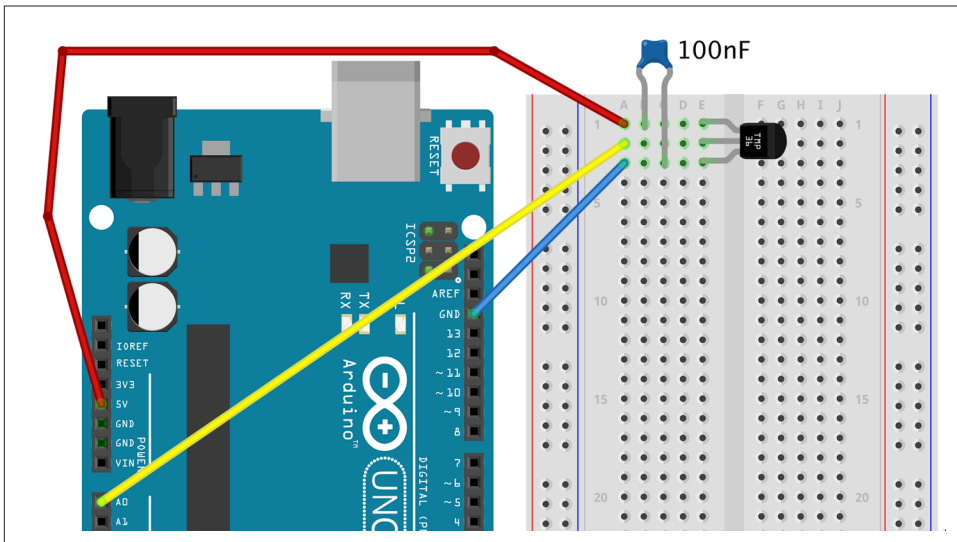 100nF
A B C D E F G H I J
1 1
TMP
36
5 5
10 10
15 15
20 20
RESET
ICSP2
AREF
GND
13
12
~11
~10
~9
8
7
~6
~5
4
RX
TX
L
Arduino™
UNO
DIGITAL (P
IOREF
RESET
3V3
5V
GND
GND
VIN
POWER
A0
A1